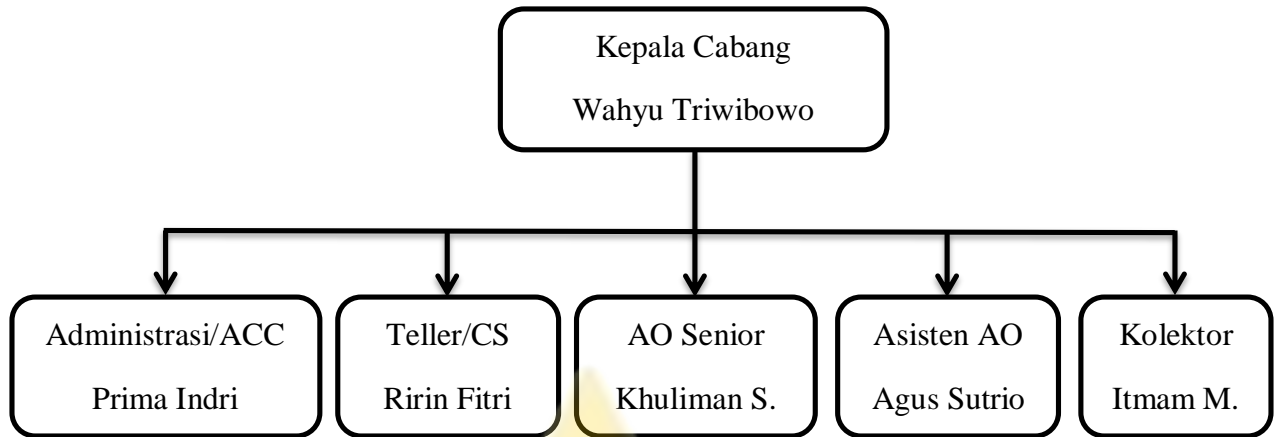 Kepala Cabang
Wahyu Triwibowo
Administrasi/ACC
Prima Indri
Teller/CS
Ririn Fitri
AO Senior
Khuliman S.
Asisten AO
Agus Sutrio
Kolektor
Itmam M.